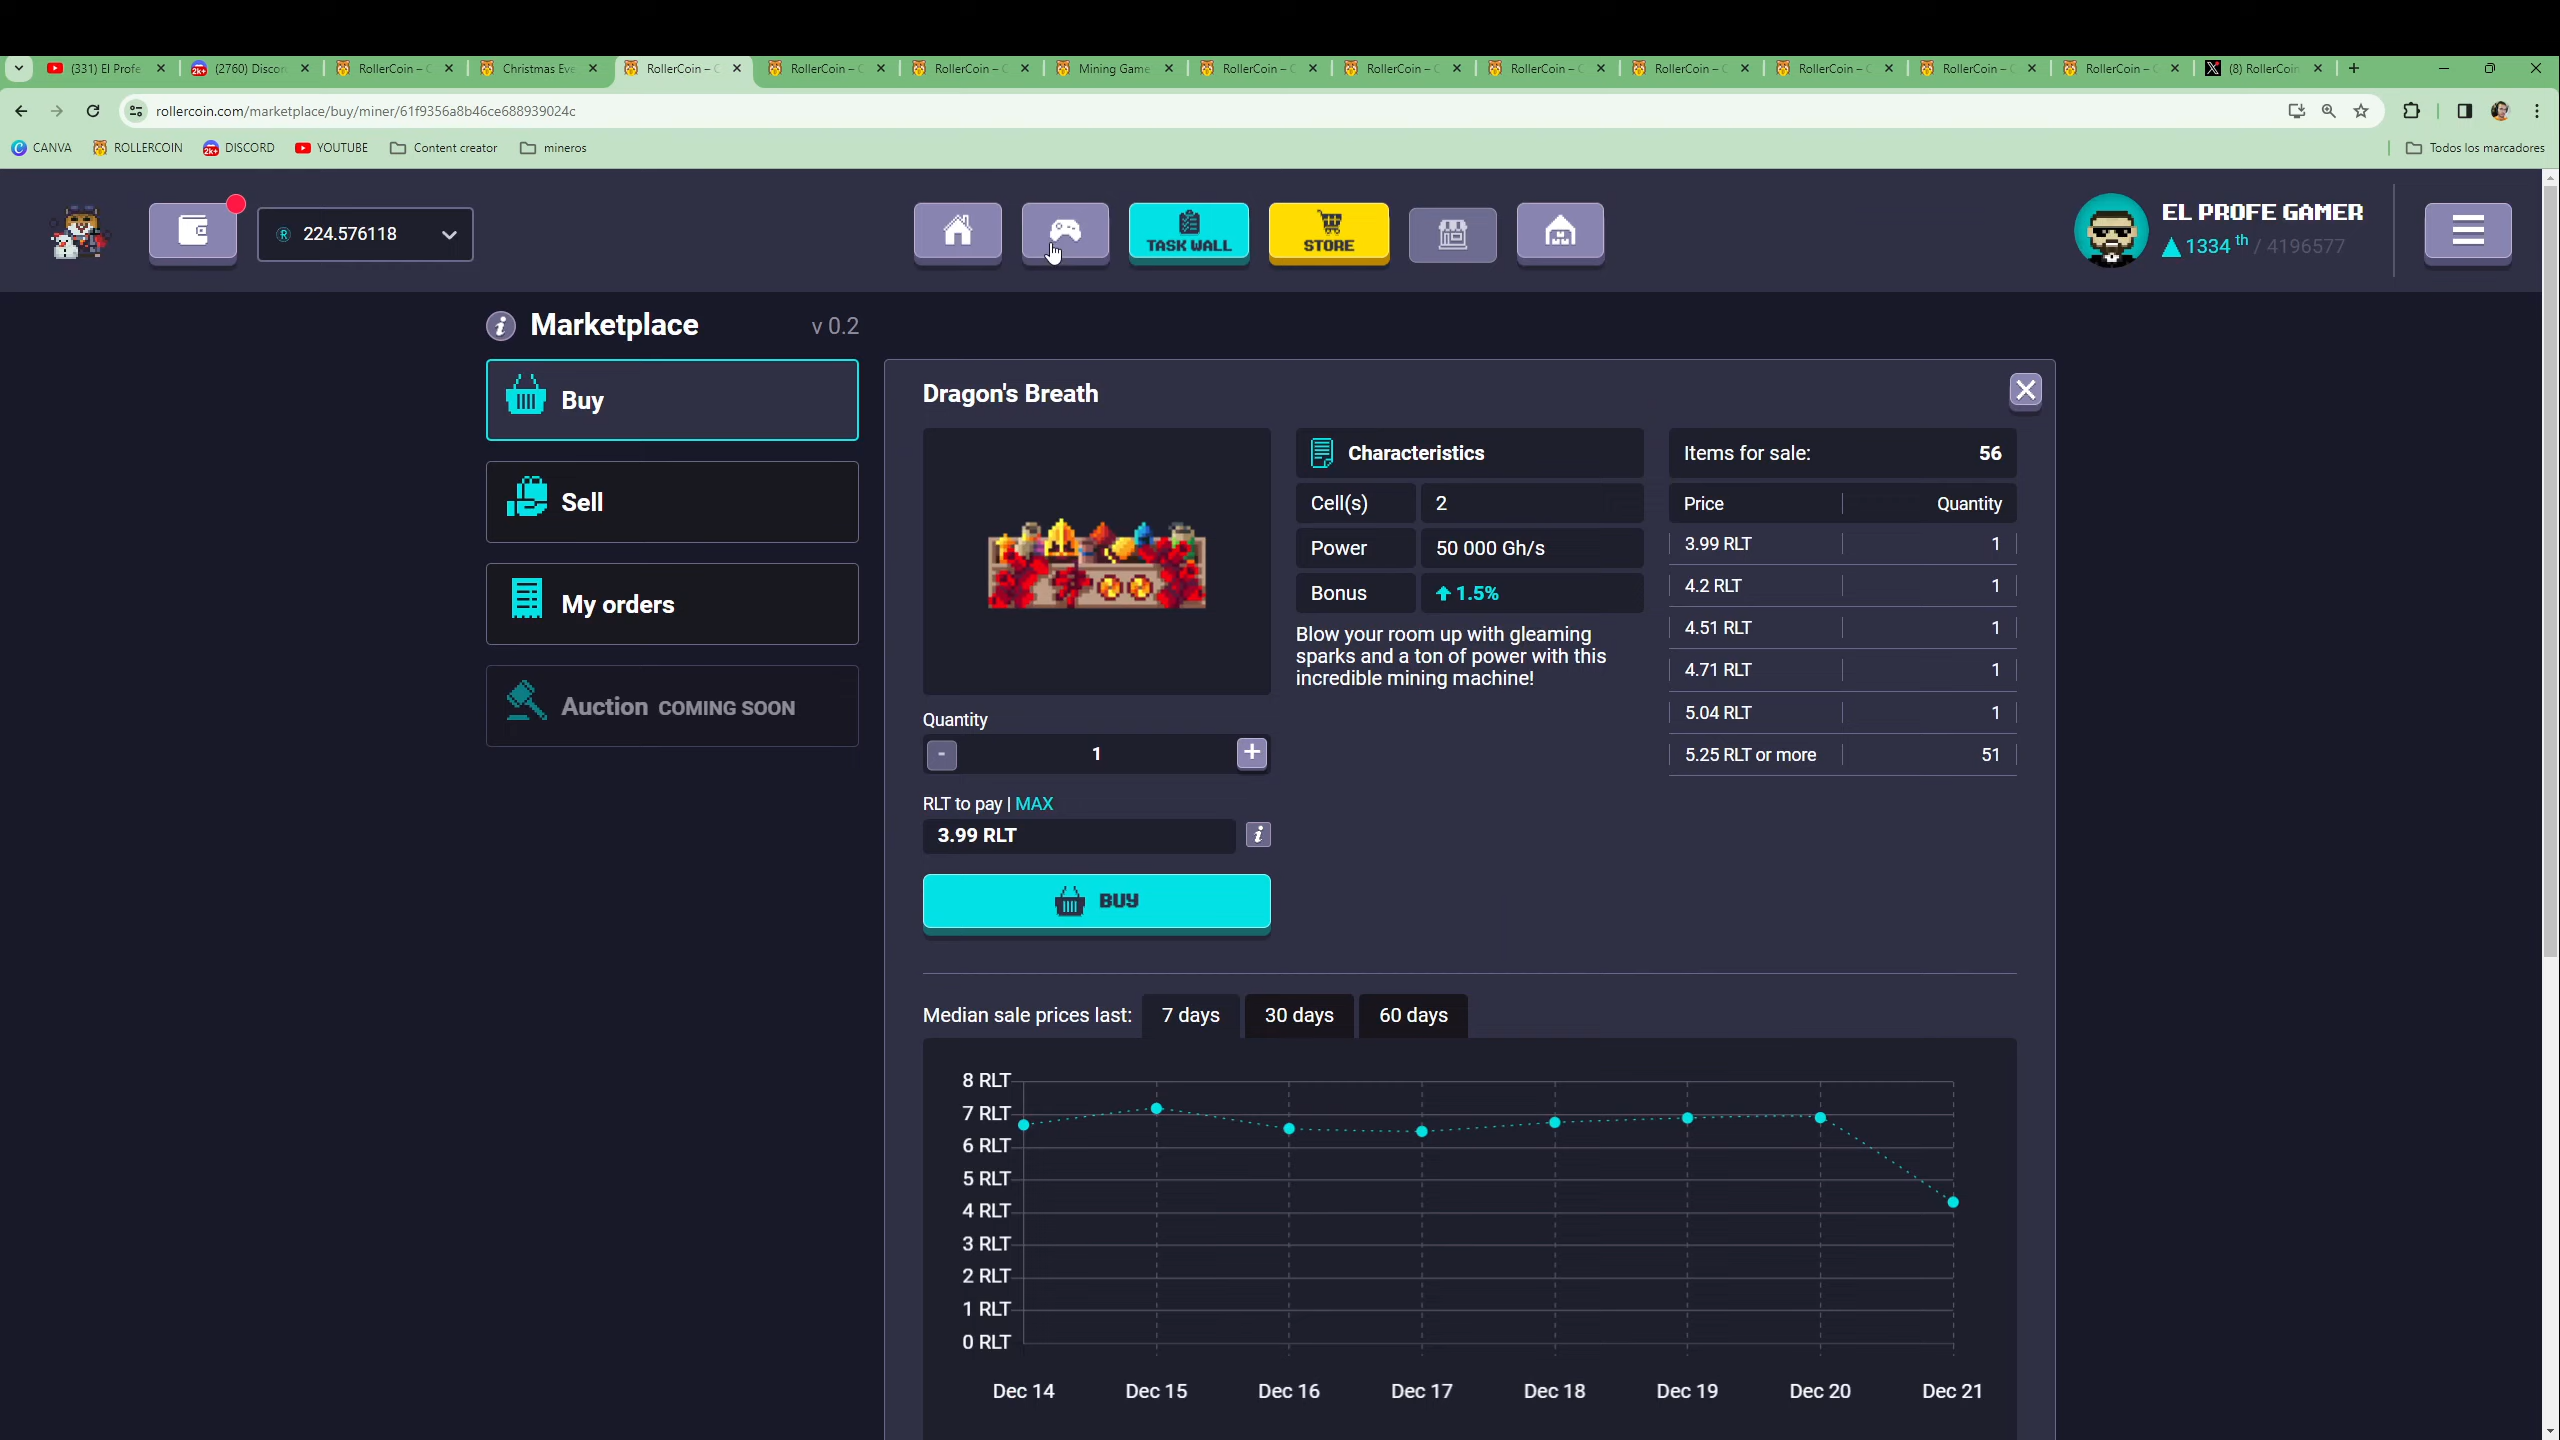 (331) El Profe
(2760) Discor
RollerCoin – C
Christmas Eve
RollerCoin – C
RollerCoin – C
RollerCoin – C
Mining Game
RollerCoin – C
RollerCoin – C
RollerCoin – C
RollerCoin – C
RollerCoin – C
RollerCoin – C
RollerCoin – C
(8) RollerCoin
rollercoin.com/marketplace/buy/miner/61f9356a8b46ce688939024c
CANVA
ROLLERCOIN
DISCORD
YOUTUBE
Content creator
mineros
Todos los marcadores
224.576118
TASK WALL
STORE
EL PROFE GAMER
1334 th / 4196577
Marketplace
v 0.2
Buy
Sell
My orders
Auction COMING SOON
Dragon's Breath
Characteristics
Cell(s) 2
Power 50 000 Gh/s
Bonus 1.5%
Blow your room up with gleaming
sparks and a ton of power with this
incredible mining machine!
Items for sale: 56
Price Quantity
3.99 RLT 1
4.2 RLT 1
4.51 RLT 1
4.71 RLT 1
5.04 RLT 1
5.25 RLT or more 51
Quantity
- 1 +
RLT to pay | MAX
3.99 RLT
BUY
Median sale prices last: 7 days 30 days 60 days
8 RLT
7 RLT
6 RLT
5 RLT
4 RLT
3 RLT
2 RLT
1 RLT
0 RLT
Dec 14 Dec 15 Dec 16 Dec 17 Dec 18 Dec 19 Dec 20 Dec 21